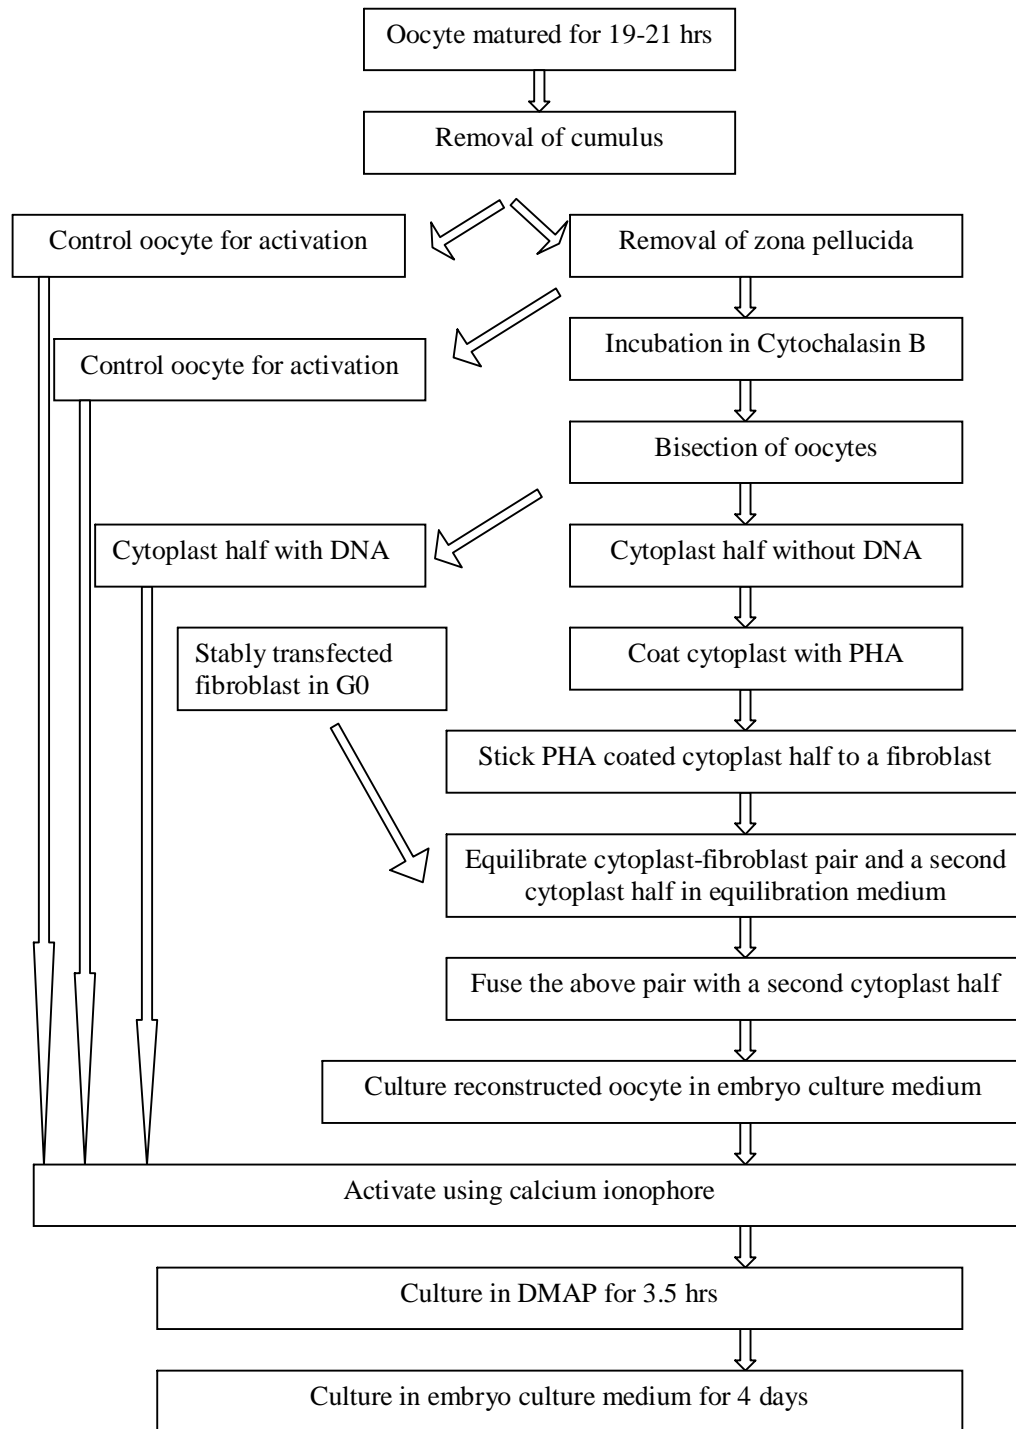 Oocyte matured for 19-21 hrs
Removal of cumulus
Control oocyte for activation
Removal of zona pellucida
Incubation in Cytochalasin B
Control oocyte for activation
Bisection of oocytes
Cytoplast half with DNA
Cytoplast half without DNA
Stably transfected
fibroblast in G0
Coat cytoplast with PHA
Stick PHA coated cytoplast half to a fibroblast
Equilibrate cytoplast-fibroblast pair and a second
cytoplast half in equilibration medium
Fuse the above pair with a second cytoplast half
Culture reconstructed oocyte in embryo culture medium
Activate using calcium ionophore
Culture in DMAP for 3.5 hrs
Culture in embryo culture medium for 4 days